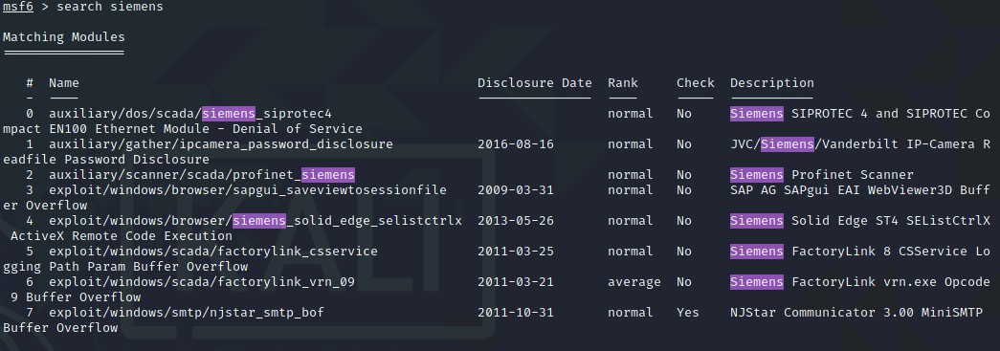 msf6 > search siemens
Matching Modules
================
# Name Disclosure Date Rank Check Description
- ---- --------------- ---- ----- -----------
0 auxiliary/dos/scada/siemens_siprotec4 normal No Siemens SIPROTEC 4 and SIPROTEC Co
mpact EN100 Ethernet Module - Denial of Service
1 auxiliary/gather/ipcamera_password_disclosure 2016-08-16 normal No JVC/Siemens/Vanderbilt IP-Camera R
eadfile Password Disclosure
2 auxiliary/scanner/scada/profinet_siemens normal No Siemens Profinet Scanner
3 exploit/windows/browser/sapgui_saveviewtosessionfile 2009-03-31 normal No SAP AG SAPgui EAI WebViewer3D Buff
er Overflow
4 exploit/windows/browser/siemens_solid_edge_selistctrlx 2013-05-26 normal No Siemens Solid Edge ST4 SEListCtrlX
ActiveX Remote Code Execution
5 exploit/windows/scada/factorylink_csservice 2011-03-25 normal No Siemens FactoryLink 8 CSService Lo
gging Path Param Buffer Overflow
6 exploit/windows/scada/factorylink_vrn_09 2011-03-21 average No Siemens FactoryLink vrn.exe Opcode
9 Buffer Overflow
7 exploit/windows/smtp/njstar_smtp_bof 2011-10-31 normal Yes NJStar Communicator 3.00 MiniSMTP
Buffer Overflow
KALI